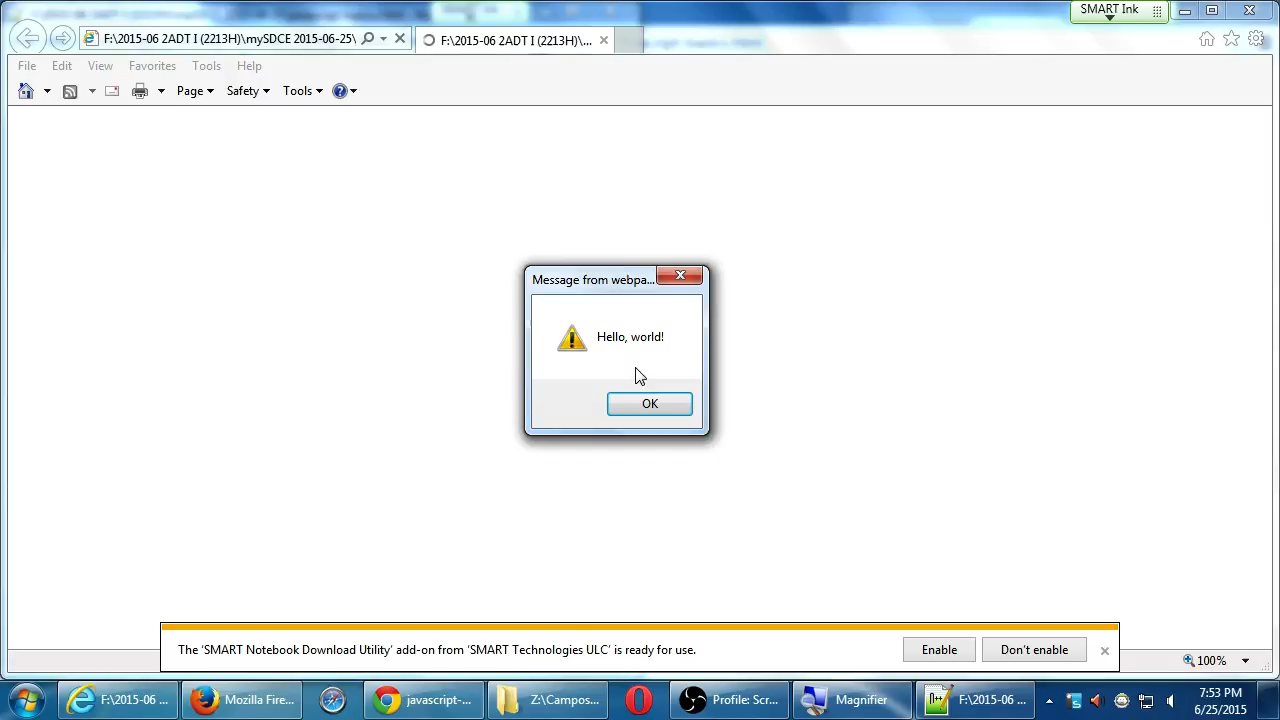 SMART Ink
F:\2015-06 2ADT I (2213H)\mySDCE 2015-06-25\
F:\2015-06 2ADT I (2213H)\...
File Edit View Favorites Tools Help
Page Safety Tools
Message from webpa...
Hello, world!
OK
The 'SMART Notebook Download Utility' add-on from 'SMART Technologies ULC' is ready for use.
Enable
Don't enable
100%
F:\2015-06 ...
Mozilla Fire...
javascript-...
Z:\Campos...
Profile: Scr...
Magnifier
F:\2015-06 ...
7:53 PM
6/25/2015